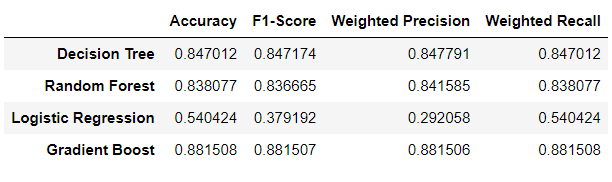 Accuracy F1-Score Weighted Precision Weighted Recall
Decision Tree 0.847012 0.847174 0.847791 0.847012
Random Forest 0.838077 0.836665 0.841585 0.838077
Logistic Regression 0.540424 0.379192 0.292058 0.540424
Gradient Boost 0.881508 0.881507 0.881506 0.881508